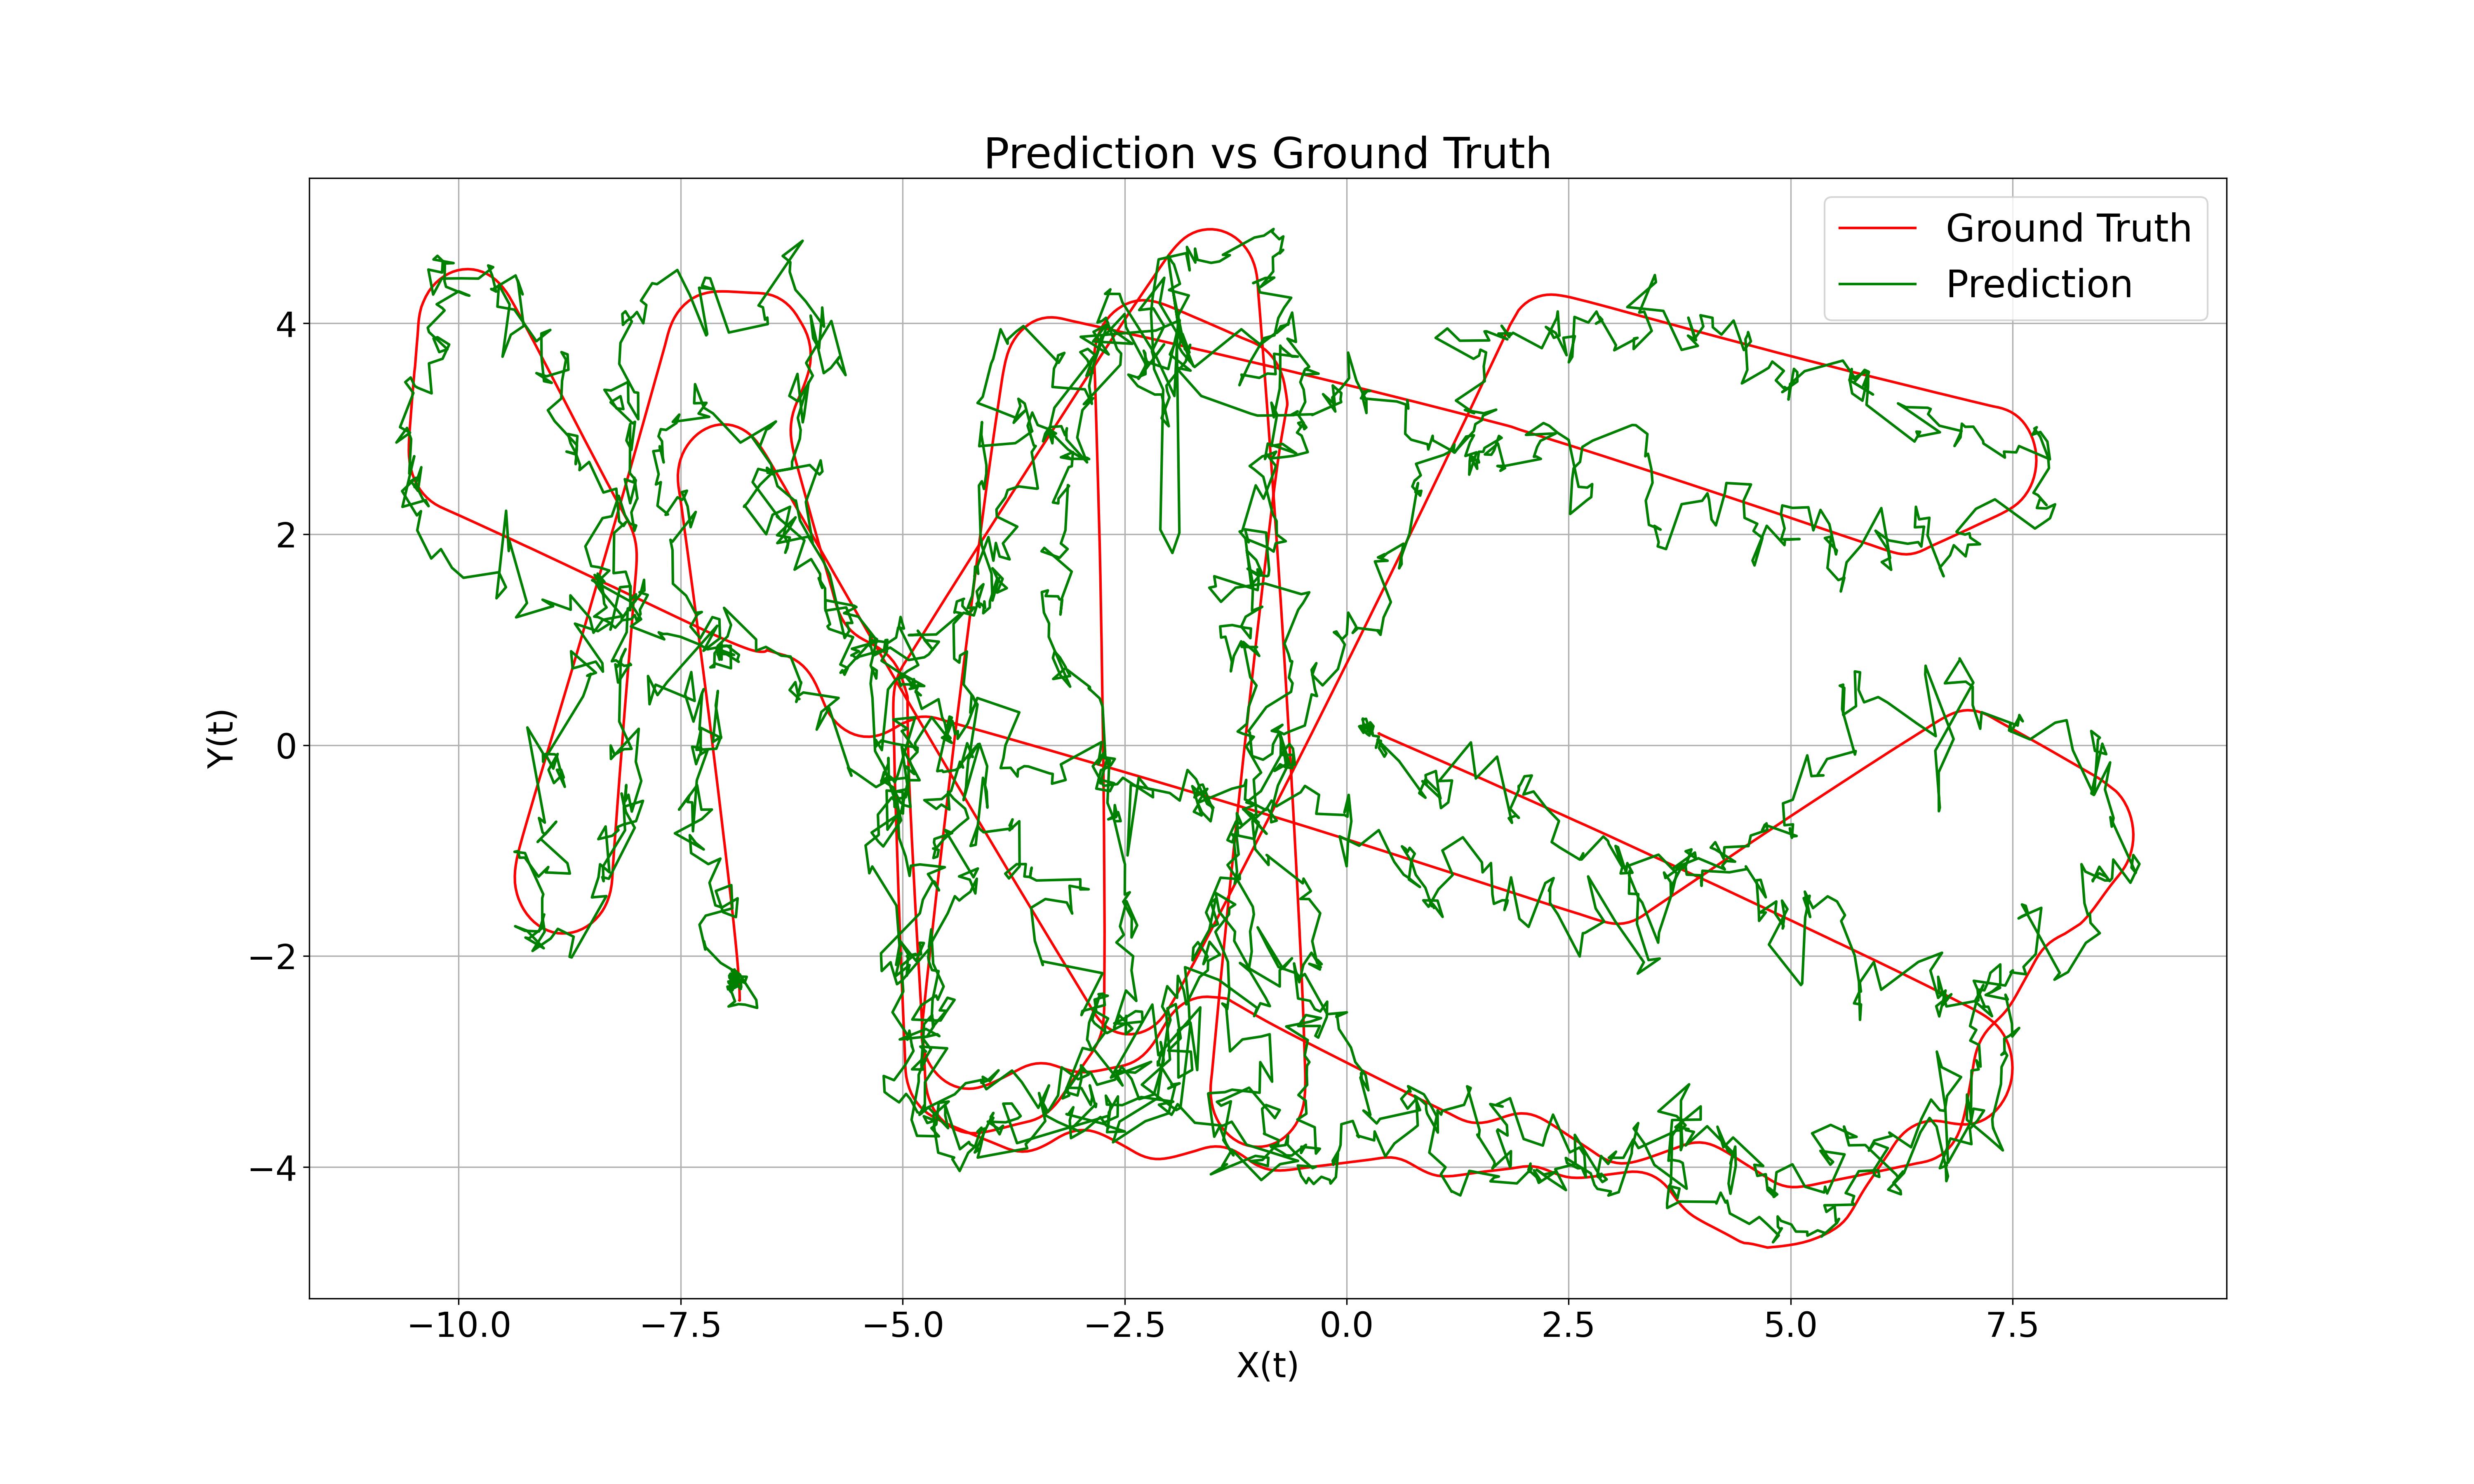 Prediction vs Ground Truth
Ground Truth
Prediction
4
2
0
−2
−4
Y(t)
−10.0 −7.5 −5.0 −2.5 0.0 2.5 5.0 7.5
X(t)